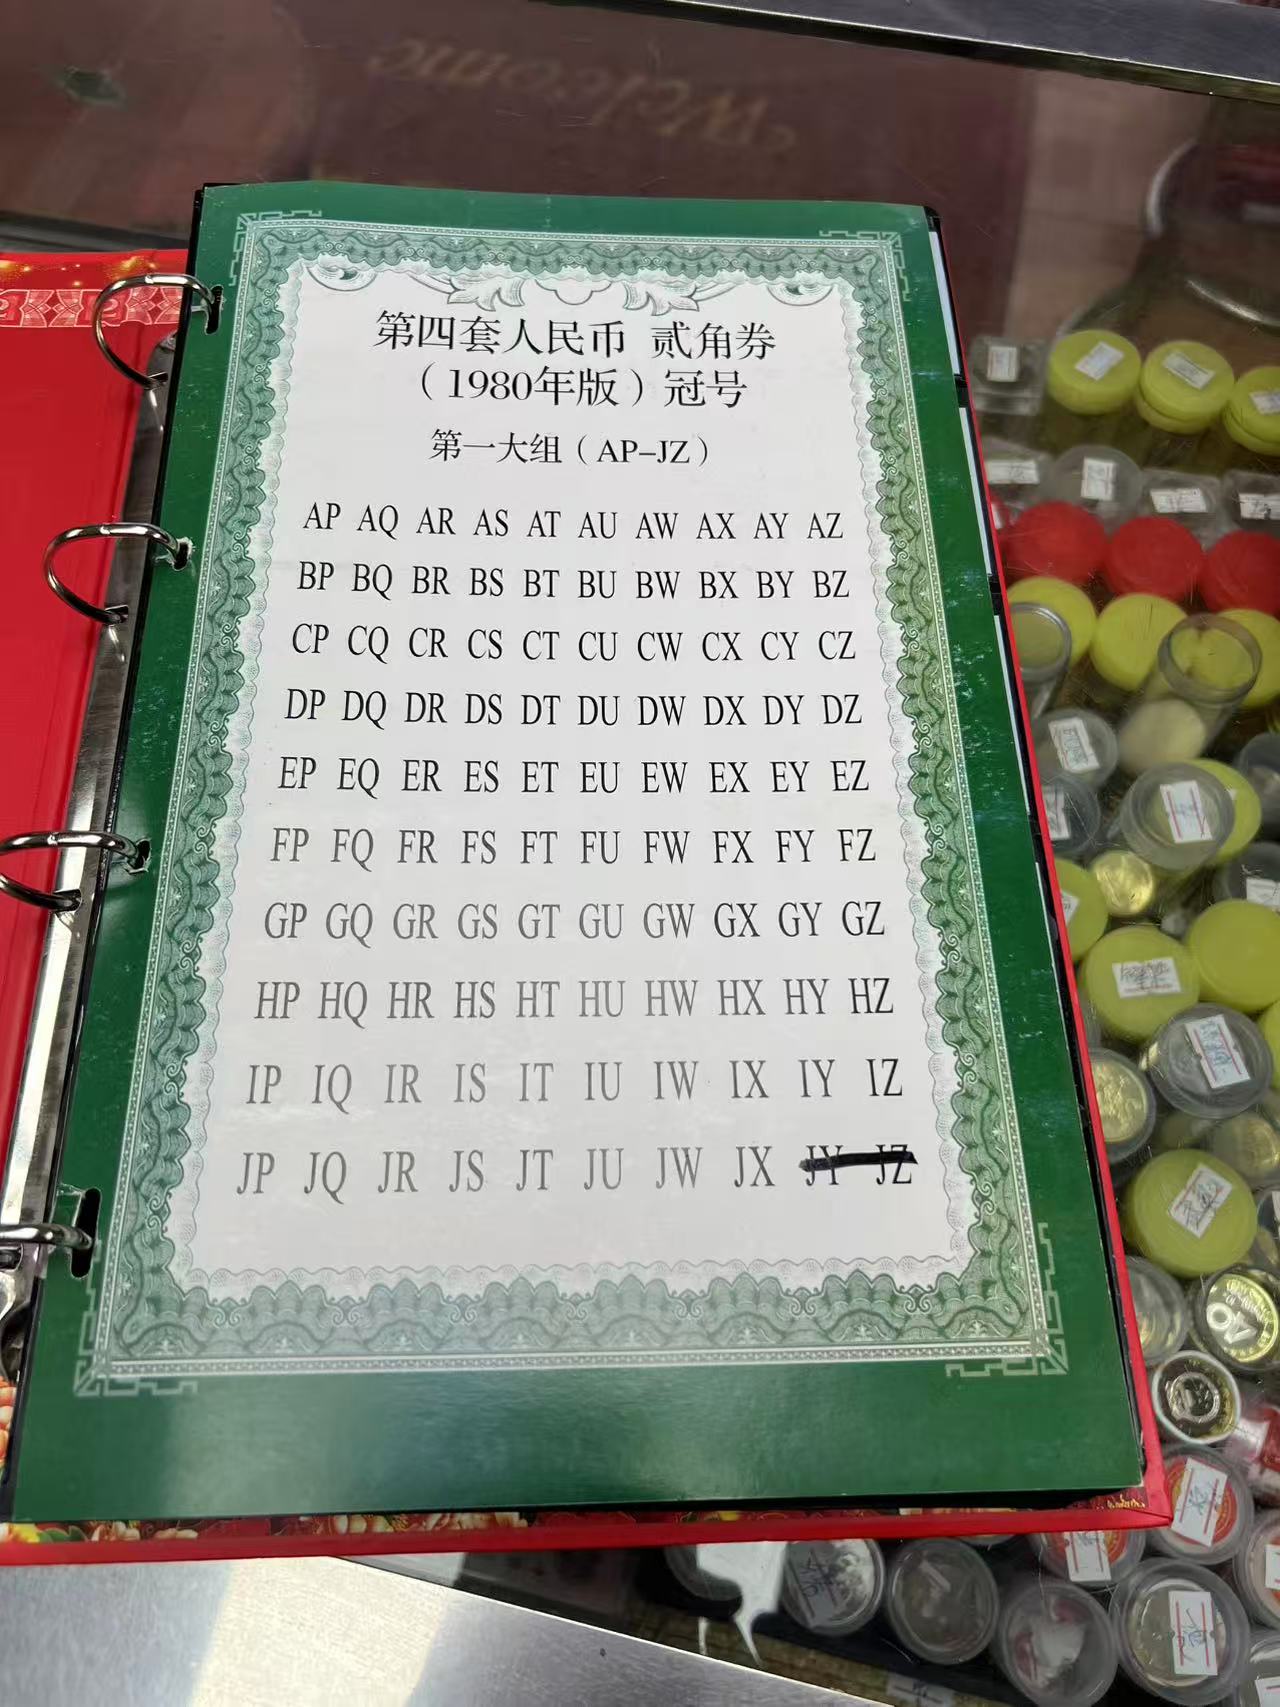 Welcome
第四套人民币 贰角券
（1980年版）冠号
第一大组（AP–JZ）
AP AQ AR AS AT AU AW AX AY AZ
BP BQ BR BS BT BU BW BX BY BZ
CP CQ CR CS CT CU CW CX CY CZ
DP DQ DR DS DT DU DW DX DY DZ
EP EQ ER ES ET EU EW EX EY EZ
FP FQ FR FS FT FU FW FX FY FZ
GP GQ GR GS GT GU GW GX GY GZ
HP HQ HR HS HT HU HW HX HY HZ
IP IQ IR IS IT IU IW IX IY IZ
JP JQ JR JS JT JU JW JX JY JZ